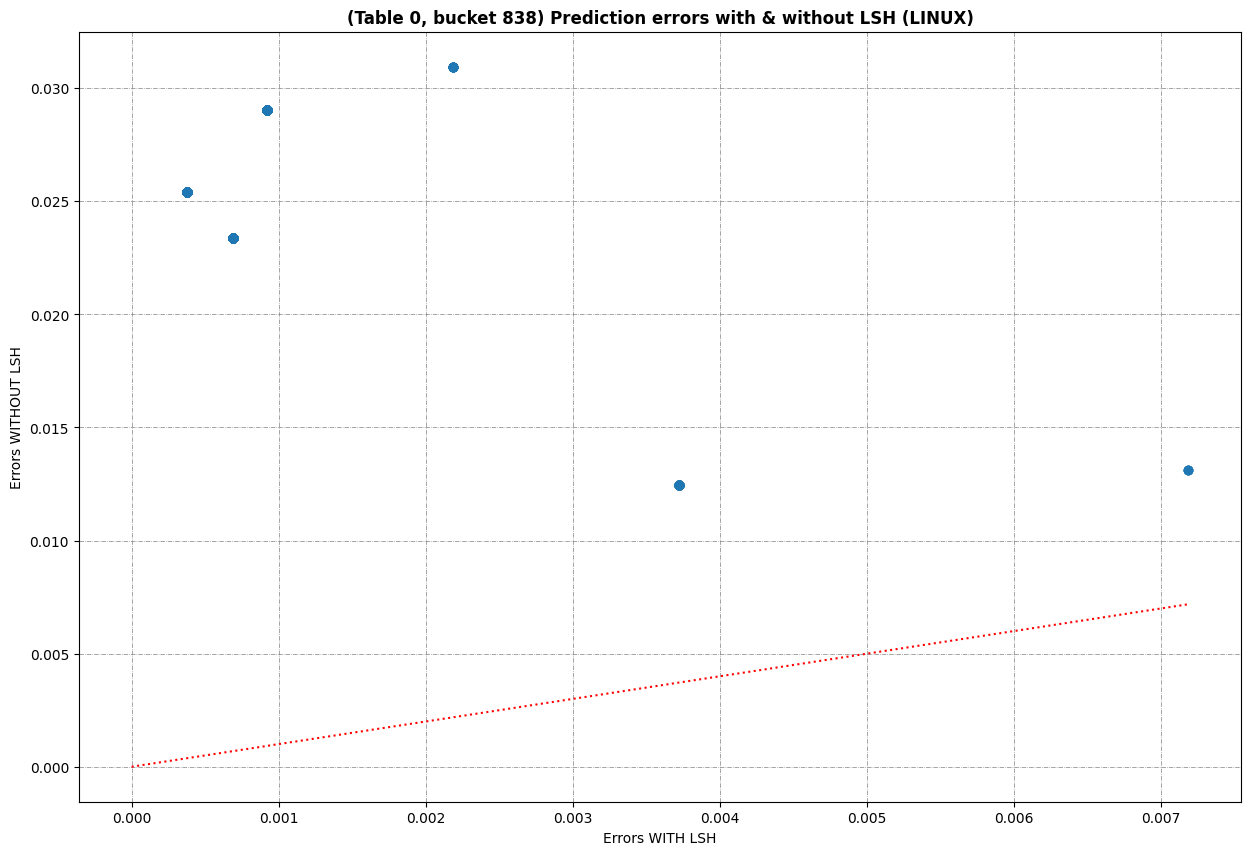 (Table 0, bucket 838) Prediction errors with & without LSH (LINUX)
0.030
0.025
0.020
0.015
0.010
0.005
0.000
Errors WITHOUT LSH
0.000 0.001 0.002 0.003 0.004 0.005 0.006 0.007
Errors WITH LSH